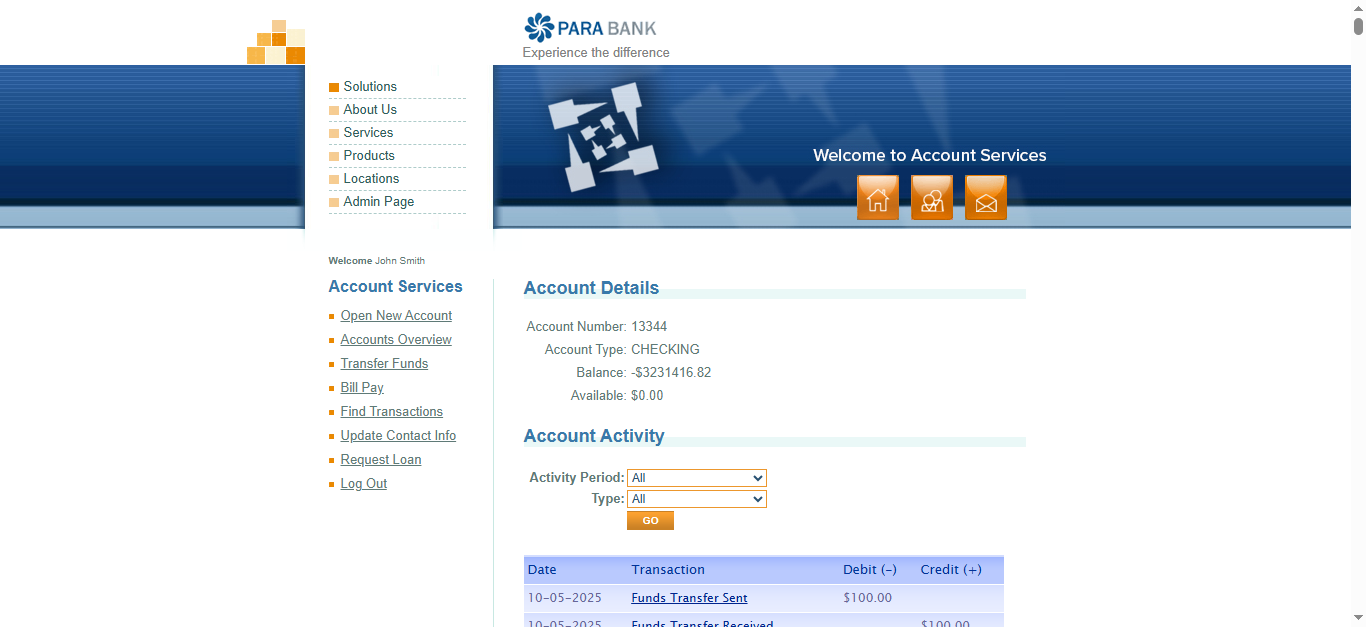 PARA BANK
Experience the difference
Solutions
About Us
Services
Products
Locations
Admin Page
Welcome to Account Services
Welcome John Smith
Account Services
Open New Account
Accounts Overview
Transfer Funds
Bill Pay
Find Transactions
Update Contact Info
Request Loan
Log Out
Account Details
Account Number: 13344
Account Type: CHECKING
Balance: -$3231416.82
Available: $0.00
Account Activity
Activity Period: All
Type: All
GO
Date Transaction Debit (-) Credit (+)
10-05-2025 Funds Transfer Sent $100.00
10-05-2025 Funds Transfer Received $100.00